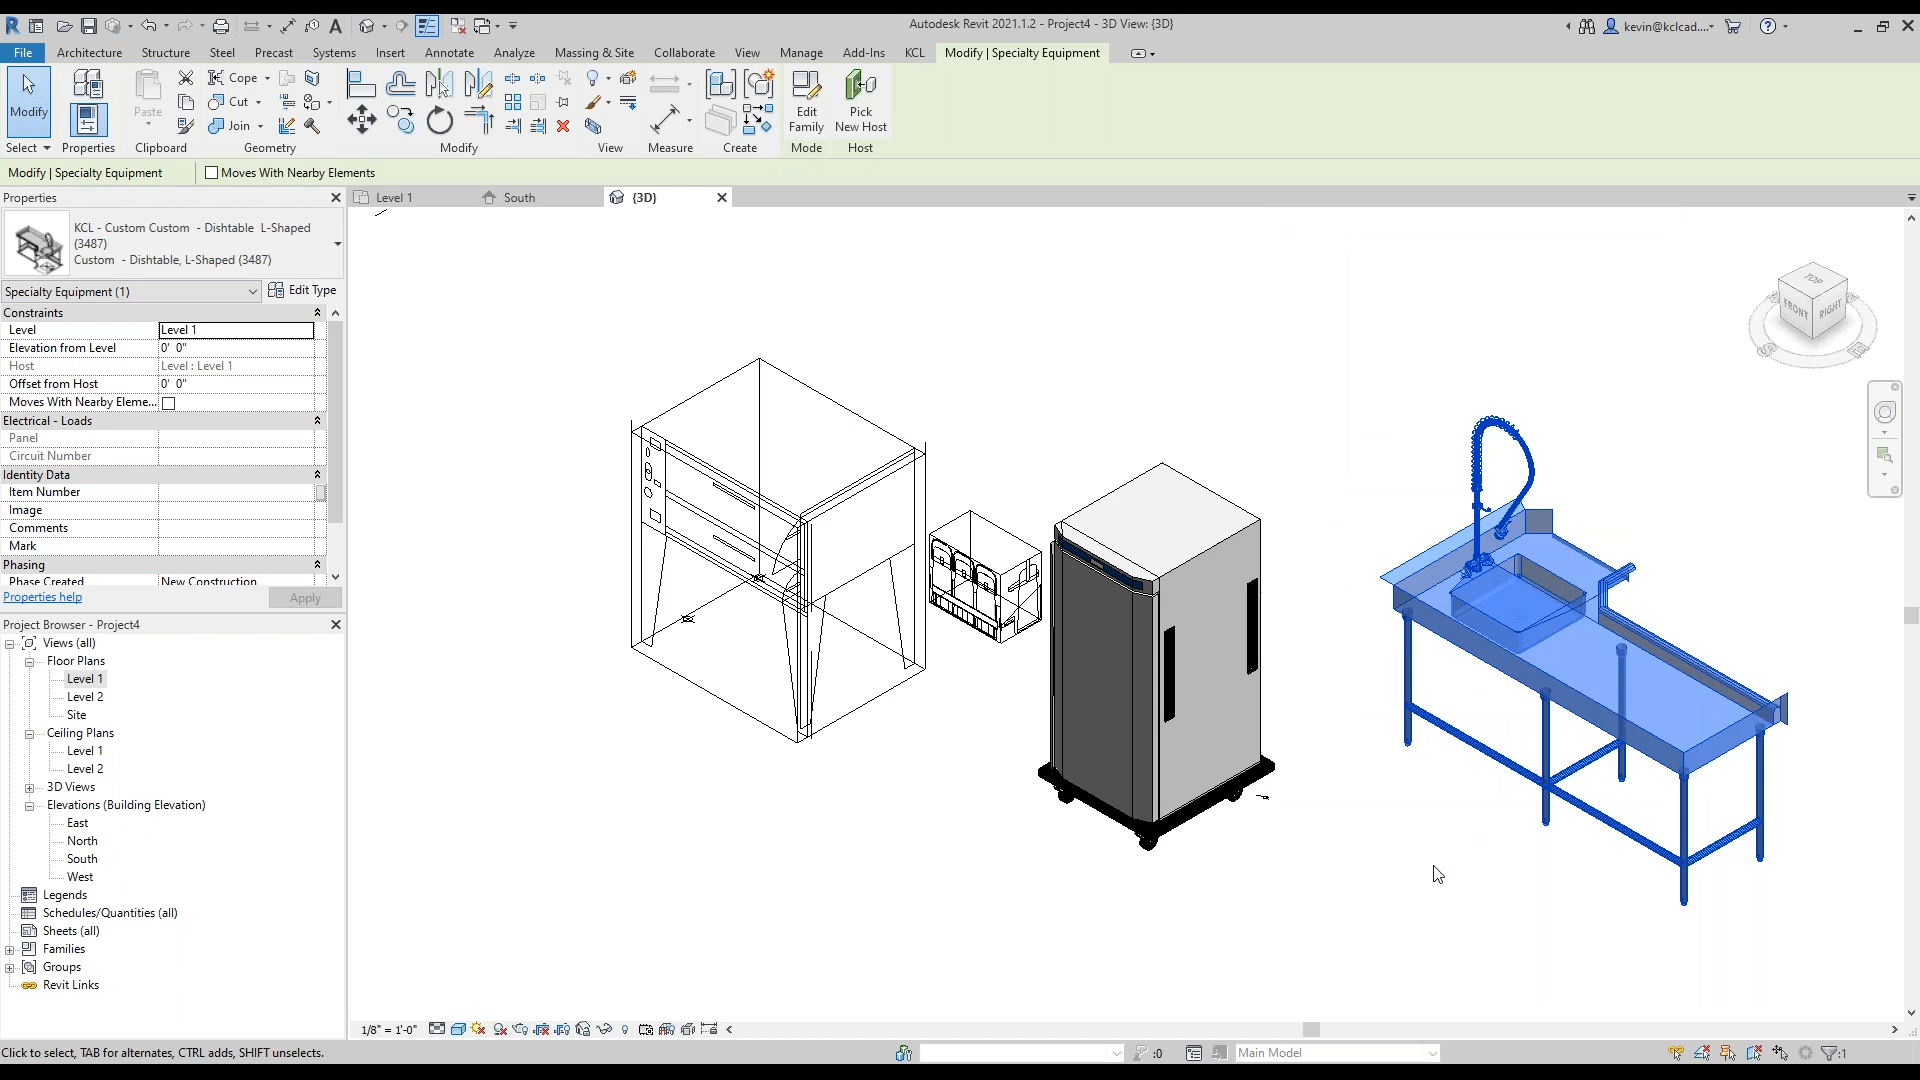 Autodesk Revit 2021.1.2 - Project4 - 3D View: {3D}
kevin@kclcad....
File Architecture Structure Steel Precast Systems Insert Annotate Analyze Massing & Site Collaborate View Manage Add-Ins KCL Modify | Specialty Equipment
Modify
Paste
Cope
Cut
Join
Edit Family
Pick New Host
Select Properties Clipboard Geometry Modify View Measure Create Mode Host
Modify | Specialty Equipment Moves With Nearby Elements
Properties
Level 1 South {3D}
KCL - Custom Custom - Dishtable L-Shaped (3487)
Custom - Dishtable, L-Shaped (3487)
Specialty Equipment (1) Edit Type
Constraints
Level Level 1
Elevation from Level 0' 0"
Host Level : Level 1
Offset from Host 0' 0"
Moves With Nearby Eleme...
Electrical - Loads
Panel
Circuit Number
Identity Data
Item Number
Image
Comments
Mark
Phasing
Phase Created New Construction
Properties help Apply
Project Browser - Project4
Views (all)
Floor Plans
Level 1
Level 2
Site
Ceiling Plans
Level 1
Level 2
3D Views
Elevations (Building Elevation)
East
North
South
West
Legends
Schedules/Quantities (all)
Sheets (all)
Families
Groups
Revit Links
TOP
FRONT
RIGHT
S
E
1/8" = 1'-0"
Click to select, TAB for alternates, CTRL adds, SHIFT unselects.
:0
Main Model
:1